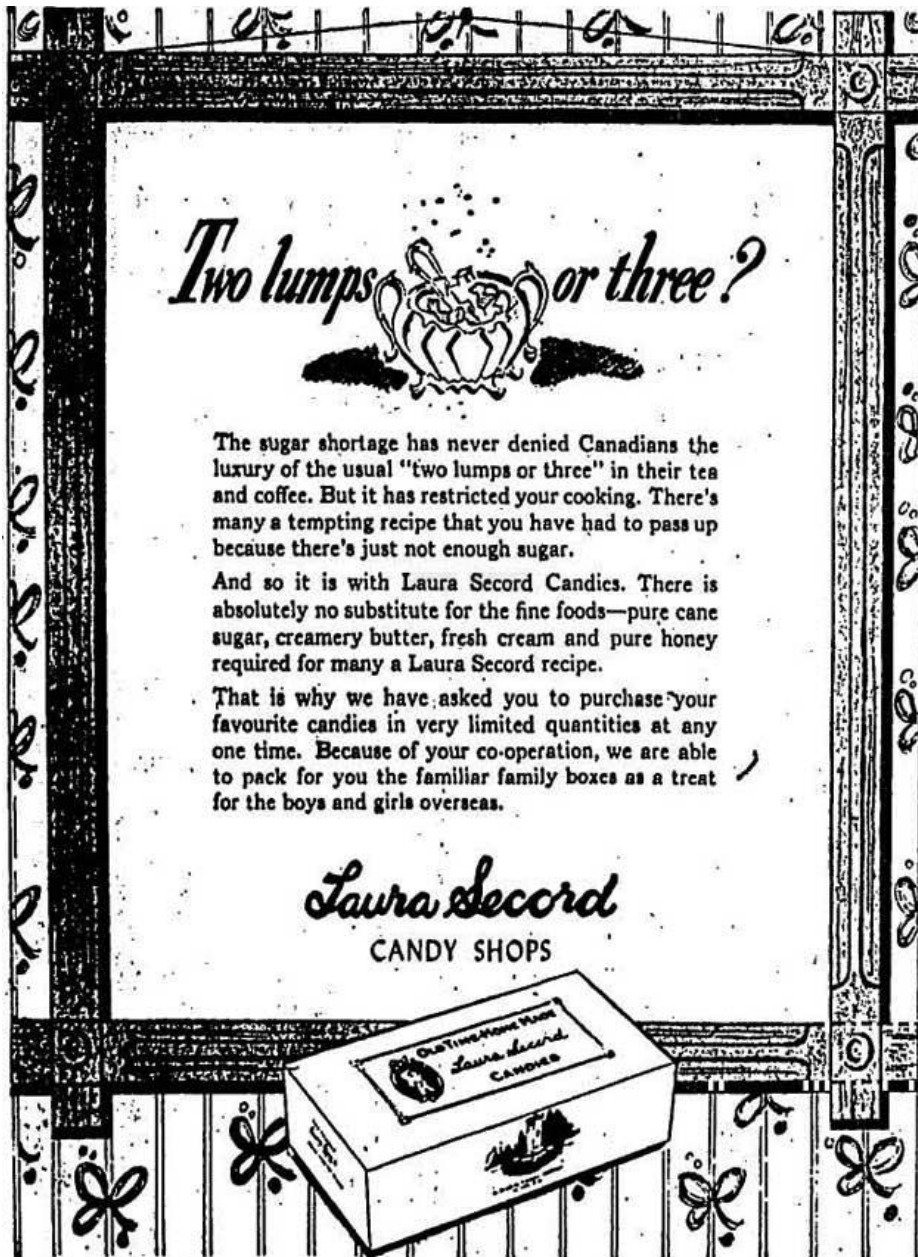 Two lumps or three?
The sugar shortage has never denied Canadians the
luxury of the usual "two lumps or three" in their tea
and coffee. But it has restricted your cooking. There's
many a tempting recipe that you have had to pass up
because there's just not enough sugar.
And so it is with Laura Secord Candies. There is
absolutely no substitute for the fine foods—pure cane
sugar, creamery butter, fresh cream and pure honey
required for many a Laura Secord recipe.
That is why we have asked you to purchase your
favourite candies in very limited quantities at any
one time. Because of your co-operation, we are able
to pack for you the familiar family boxes as a treat
for the boys and girls overseas.
Laura Secord
CANDY SHOPS
OLD TIME HOME MADE
Laura Secord
CANDIES